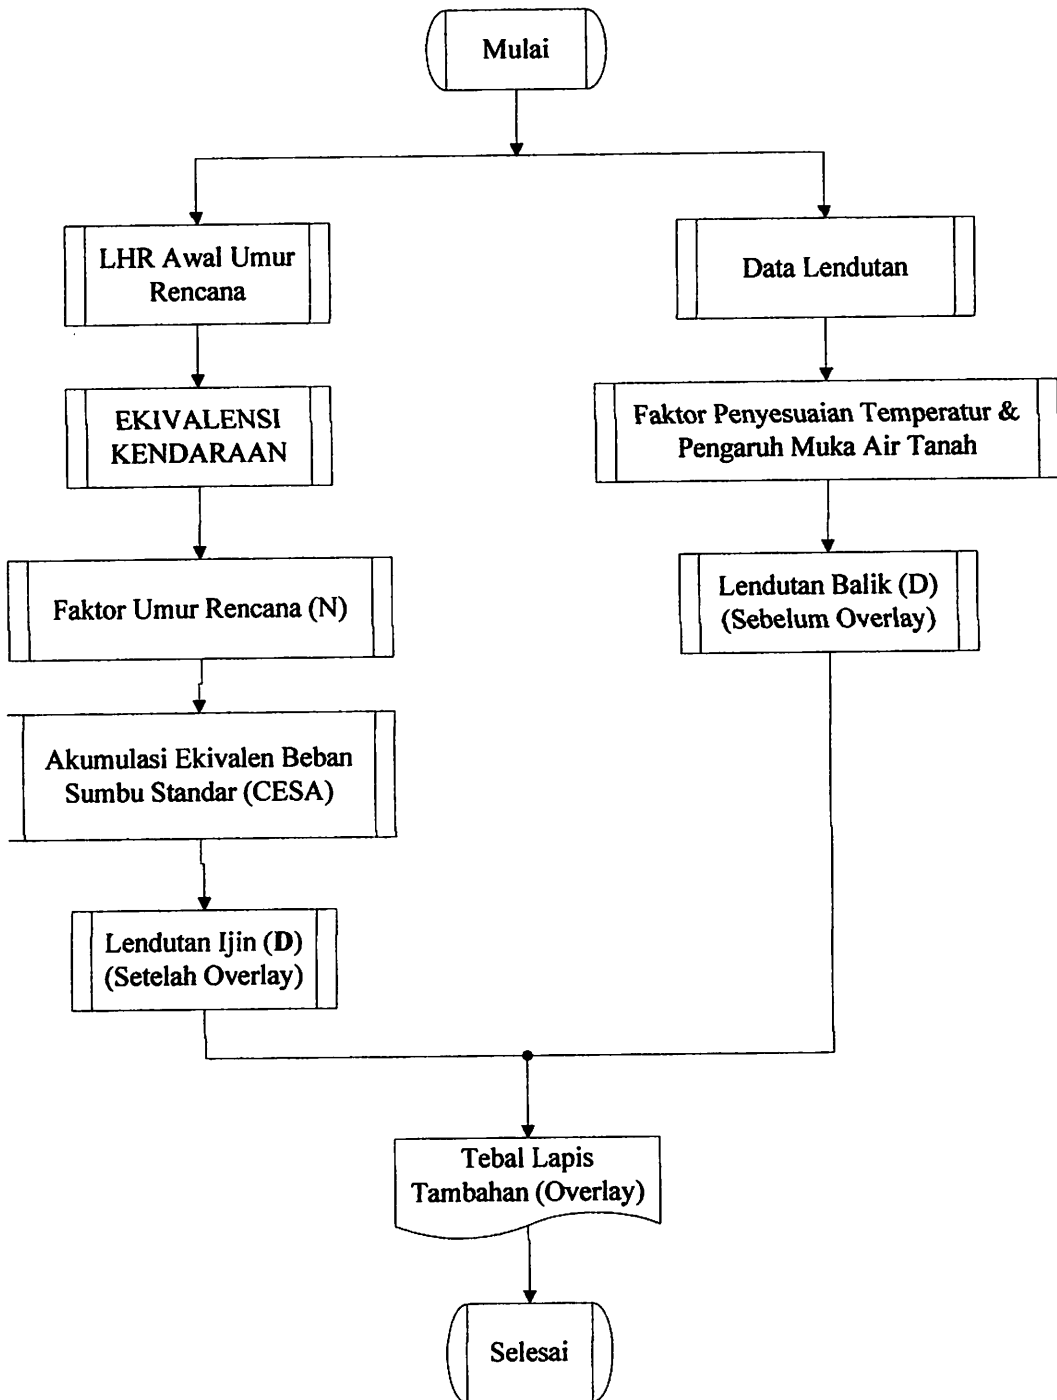 Mulai
LHR Awal Umur
Rencana
EKIVALENSI
KENDARAAN
Faktor Umur Rencana (N)
Akumulasi Ekivalen Beban
Sumbu Standar (CESA)
Lendutan Ijin (D)
(Setelah Overlay)
Data Lendutan
Faktor Penyesuaian Temperatur &
Pengaruh Muka Air Tanah
Lendutan Balik (D)
(Sebelum Overlay)
Tebal Lapis
Tambahan (Overlay)
Selesai